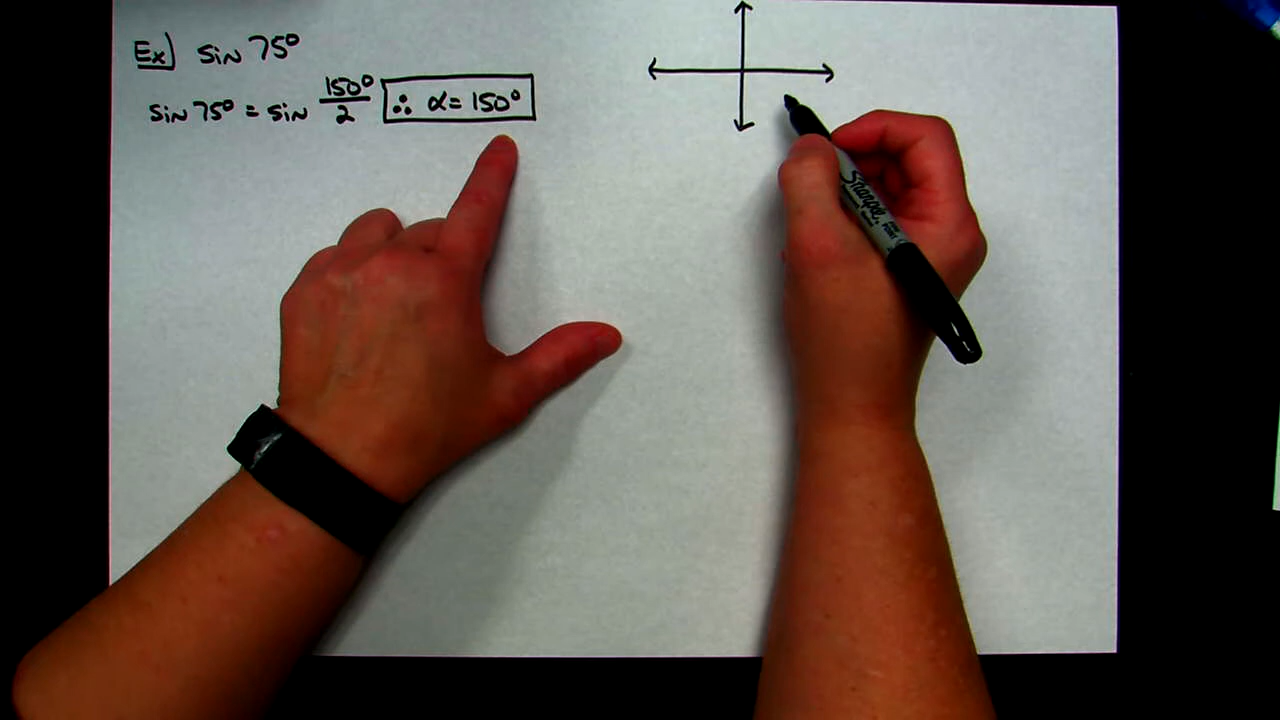 Ex) sin 75°
sin 75° = sin 150°/2 ∴ α = 150°
Sharpie